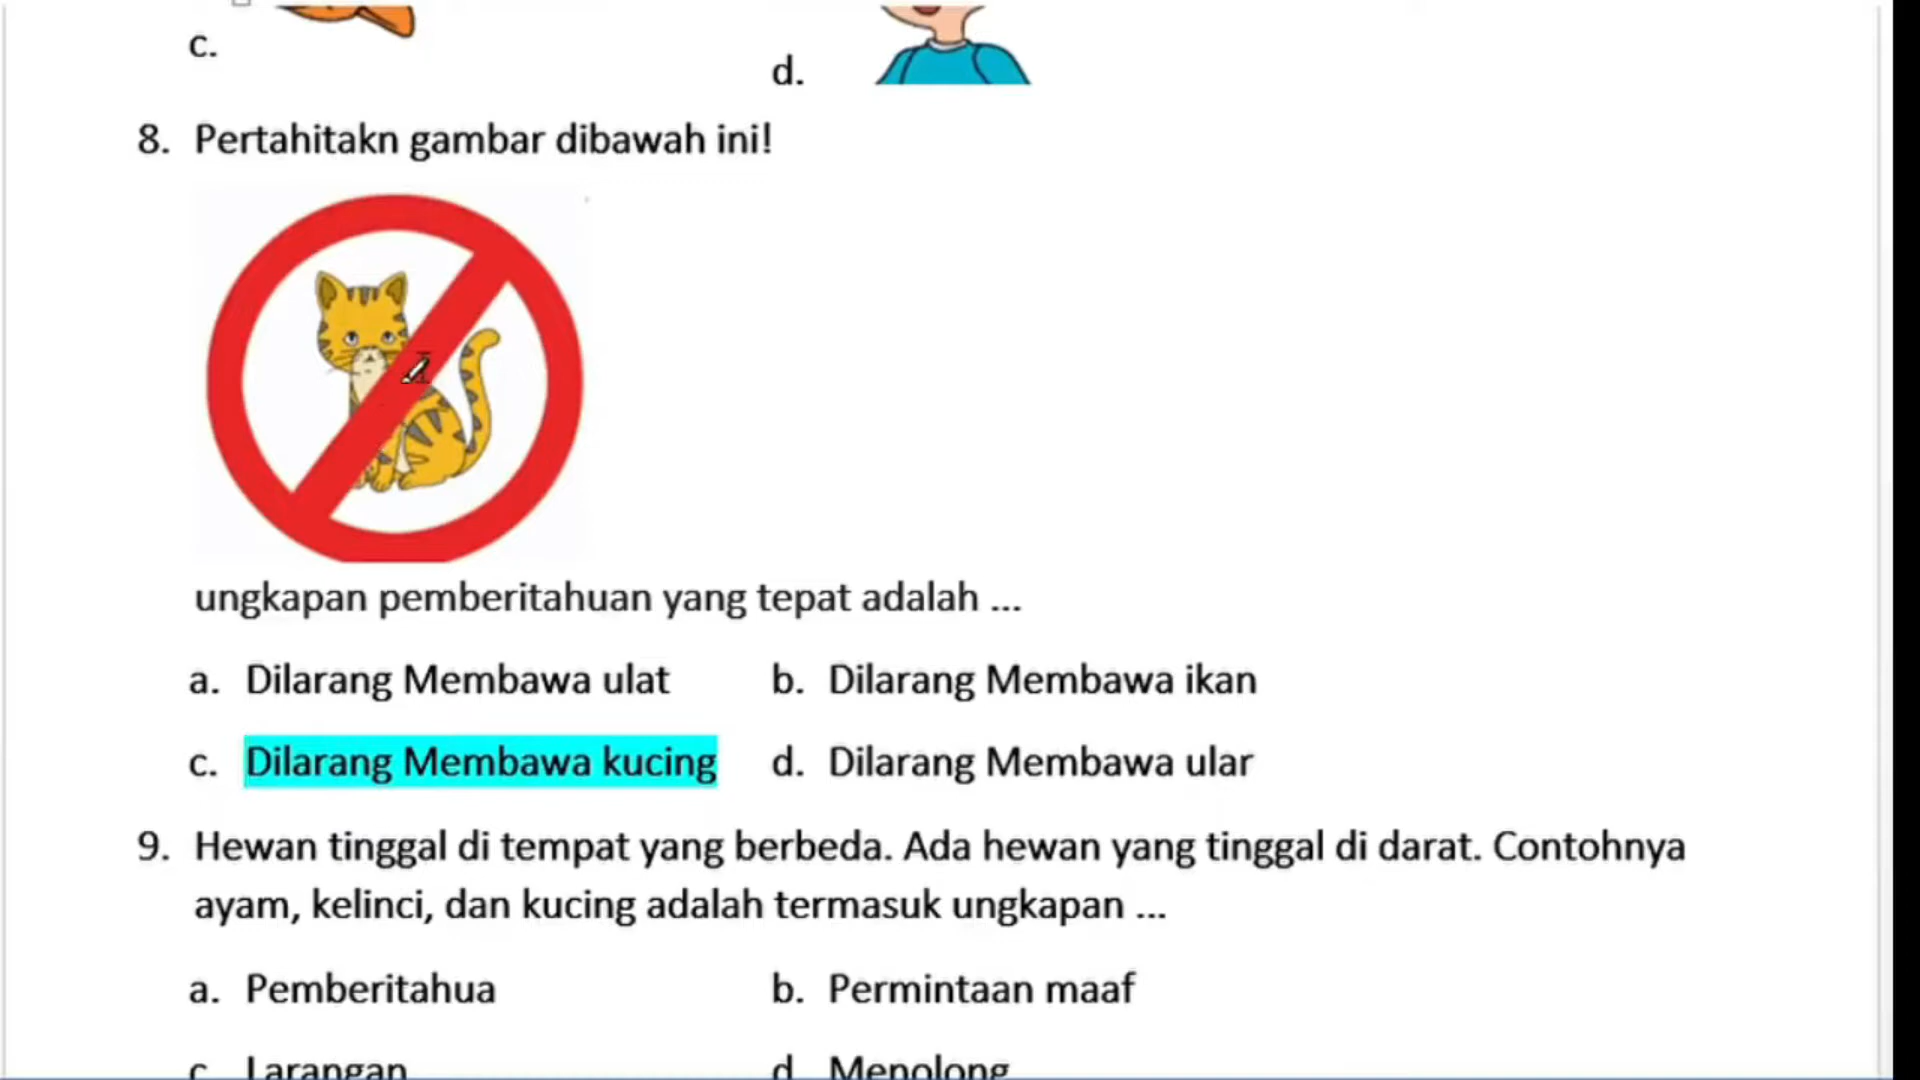 c.
d.
8. Pertahitakn gambar dibawah ini!
ungkapan pemberitahuan yang tepat adalah ...
a. Dilarang Membawa ulat b. Dilarang Membawa ikan
c. Dilarang Membawa kucing d. Dilarang Membawa ular
9. Hewan tinggal di tempat yang berbeda. Ada hewan yang tinggal di darat. Contohnya
ayam, kelinci, dan kucing adalah termasuk ungkapan ...
a. Pemberitahua b. Permintaan maaf
c Larangan d Menolong